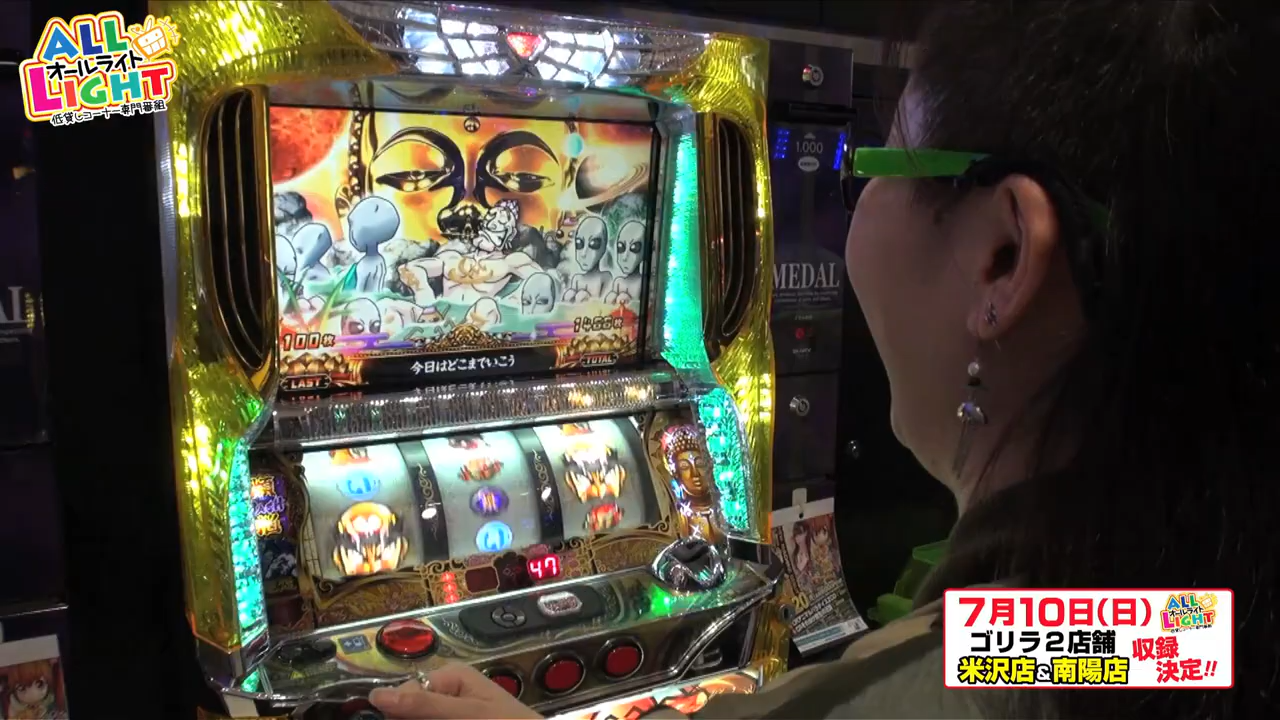 ALL
オールライト
LIGHT
低貸しコーナー専門番組
1,000
MEDAL
100枚
LAST
1466枚
TOTAL
今日はどこまでいこう
47
20
7月10日(日)
ALL
オールライト
LIGHT
ゴリラ2店舗
米沢店&南陽店
収録
決定!!